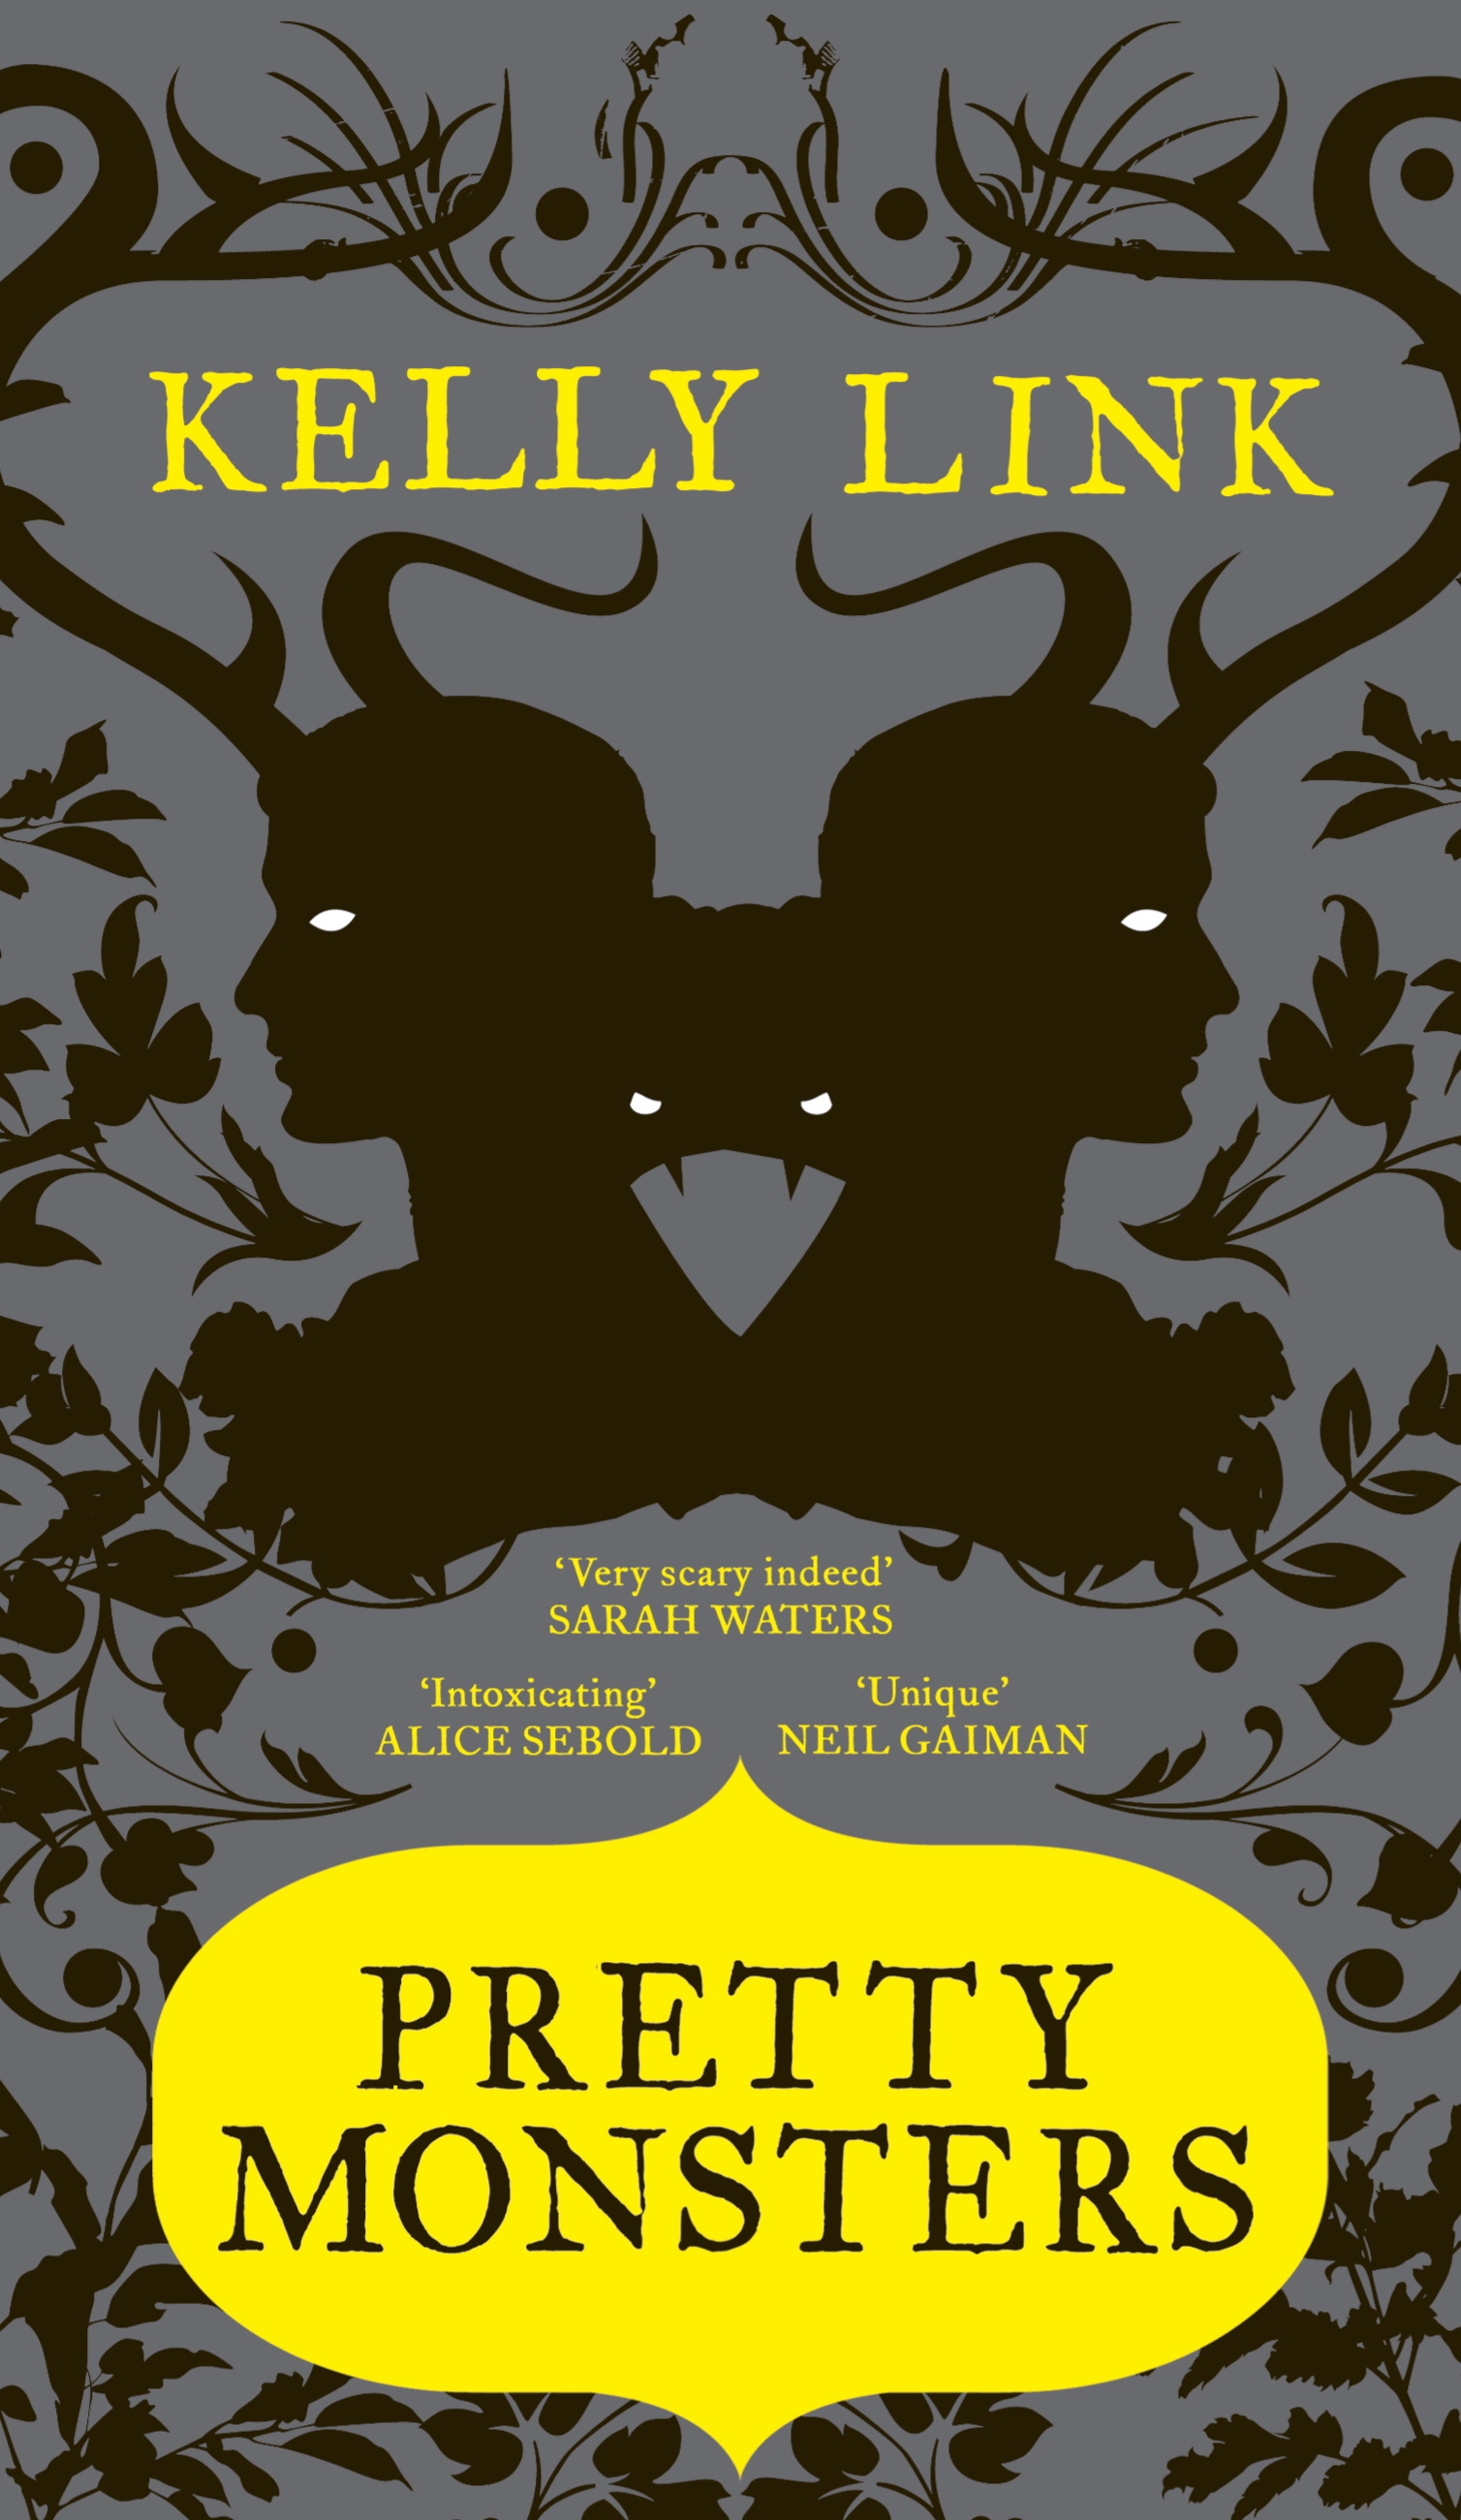 KELLY LINK
‘Very scary indeed’
SARAH WATERS
‘Intoxicating’
ALICE SEBOLD
‘Unique’
NEIL GAIMAN
PRETTY
MONSTERS